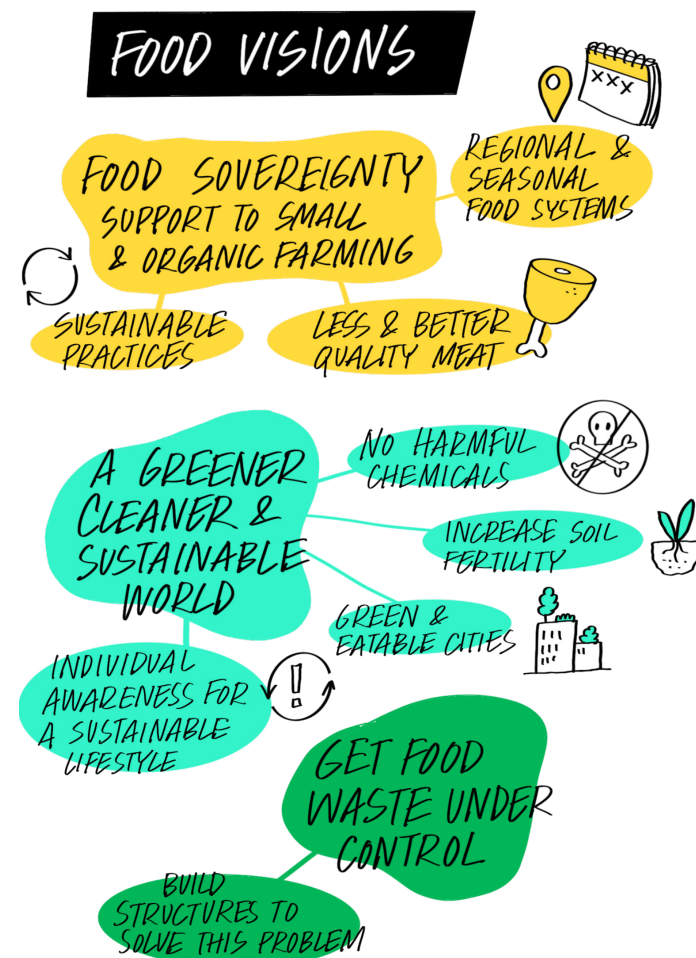 FOOD VISIONS
FOOD SOVEREIGNTY
SUPPORT TO SMALL
& ORGANIC FARMING
REGIONAL &
SEASONAL
FOOD SYSTEMS
XXX
SUSTAINABLE
PRACTICES
LESS & BETTER
QUALITY MEAT
A GREENER
CLEANER &
SUSTAINABLE
WORLD
NO HARMFUL
CHEMICALS
INCREASE SOIL
FERTILITY
GREEN &
EATABLE CITIES
INDIVIDUAL
AWARENESS FOR
A SUSTAINABLE
LIFESTYLE
!
GET FOOD
WASTE UNDER
CONTROL
BUILD
STRUCTURES TO
SOLVE THIS PROBLEM